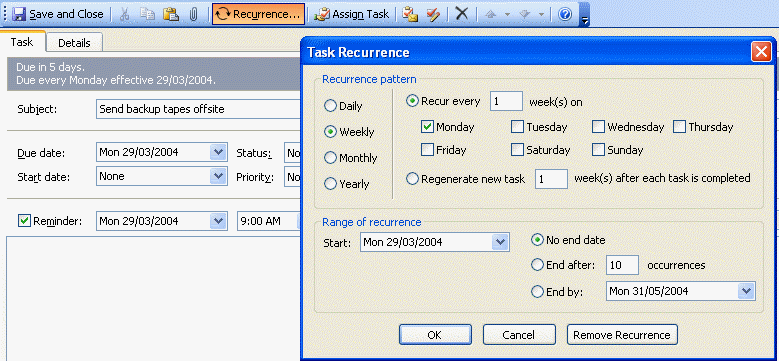 Save and Close Recurrence... Assign Task
Task Details
Due in 5 days.
Due every Monday effective 29/03/2004.
Subject: Send backup tapes offsite
Due date: Mon 29/03/2004 Status: No
Start date: None Priority: No
Reminder: Mon 29/03/2004 9:00 AM
Task Recurrence
Recurrence pattern
Daily
Weekly
Monthly
Yearly
Recur every 1 week(s) on
Monday Tuesday Wednesday Thursday
Friday Saturday Sunday
Regenerate new task 1 week(s) after each task is completed
Range of recurrence
Start: Mon 29/03/2004
No end date
End after: 10 occurrences
End by: Mon 31/05/2004
OK Cancel Remove Recurrence